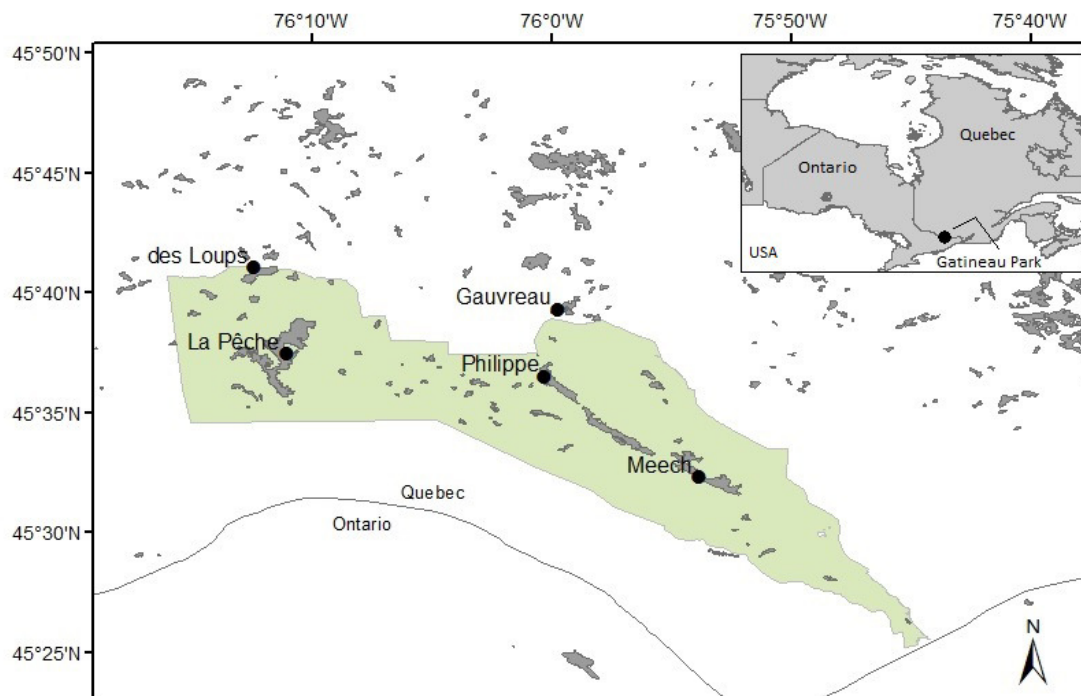 76°10'W 76°0'W 75°50'W 75°40'W
45°50'N
45°45'N
45°40'N
45°35'N
45°30'N
45°25'N
Quebec
Ontario
USA
Gatineau Park
des Loups
Gauvreau
La Pêche
Philippe
Meech
Quebec
Ontario
N